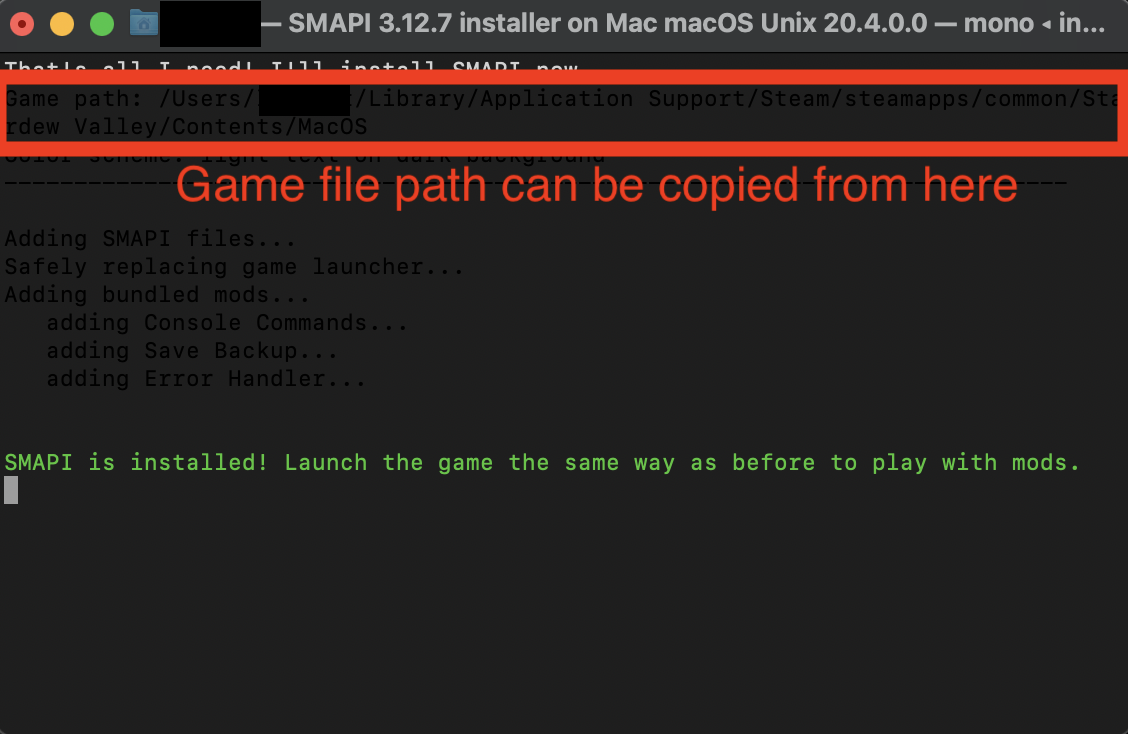 — SMAPI 3.12.7 installer on Mac macOS Unix 20.4.0.0 — mono ◂ in...
That's all I need! I'll install SMAPI now.
Game path: /Users/ /Library/Application Support/Steam/steamapps/common/Sta
rdew Valley/Contents/MacOS
Color scheme: light text on dark background
Game file path can be copied from here
Adding SMAPI files...
Safely replacing game launcher...
Adding bundled mods...
adding Console Commands...
adding Save Backup...
adding Error Handler...
SMAPI is installed! Launch the game the same way as before to play with mods.